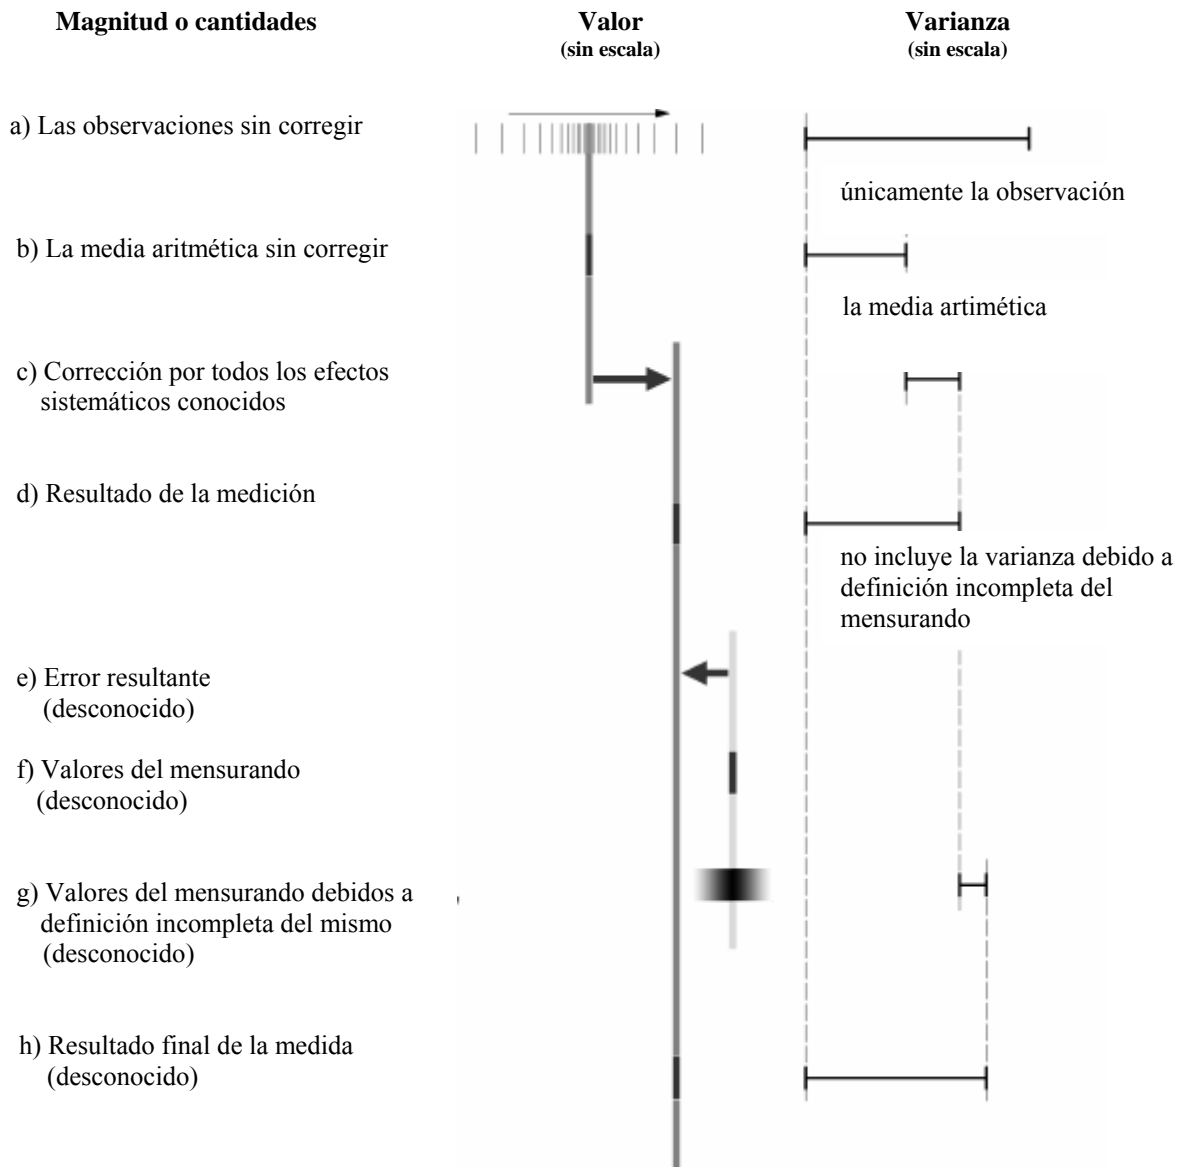 Magnitud o cantidades
Valor
(sin escala)
Varianza
(sin escala)
a) Las observaciones sin corregir
únicamente la observación
b) La media aritmética sin corregir
la media artimética
c) Corrección por todos los efectos
sistemáticos conocidos
d) Resultado de la medición
no incluye la varianza debido a
definición incompleta del
mensurando
e) Error resultante
(desconocido)
f) Valores del mensurando
(desconocido)
g) Valores del mensurando debidos a
definición incompleta del mismo
(desconocido)
h) Resultado final de la medida
(desconocido)